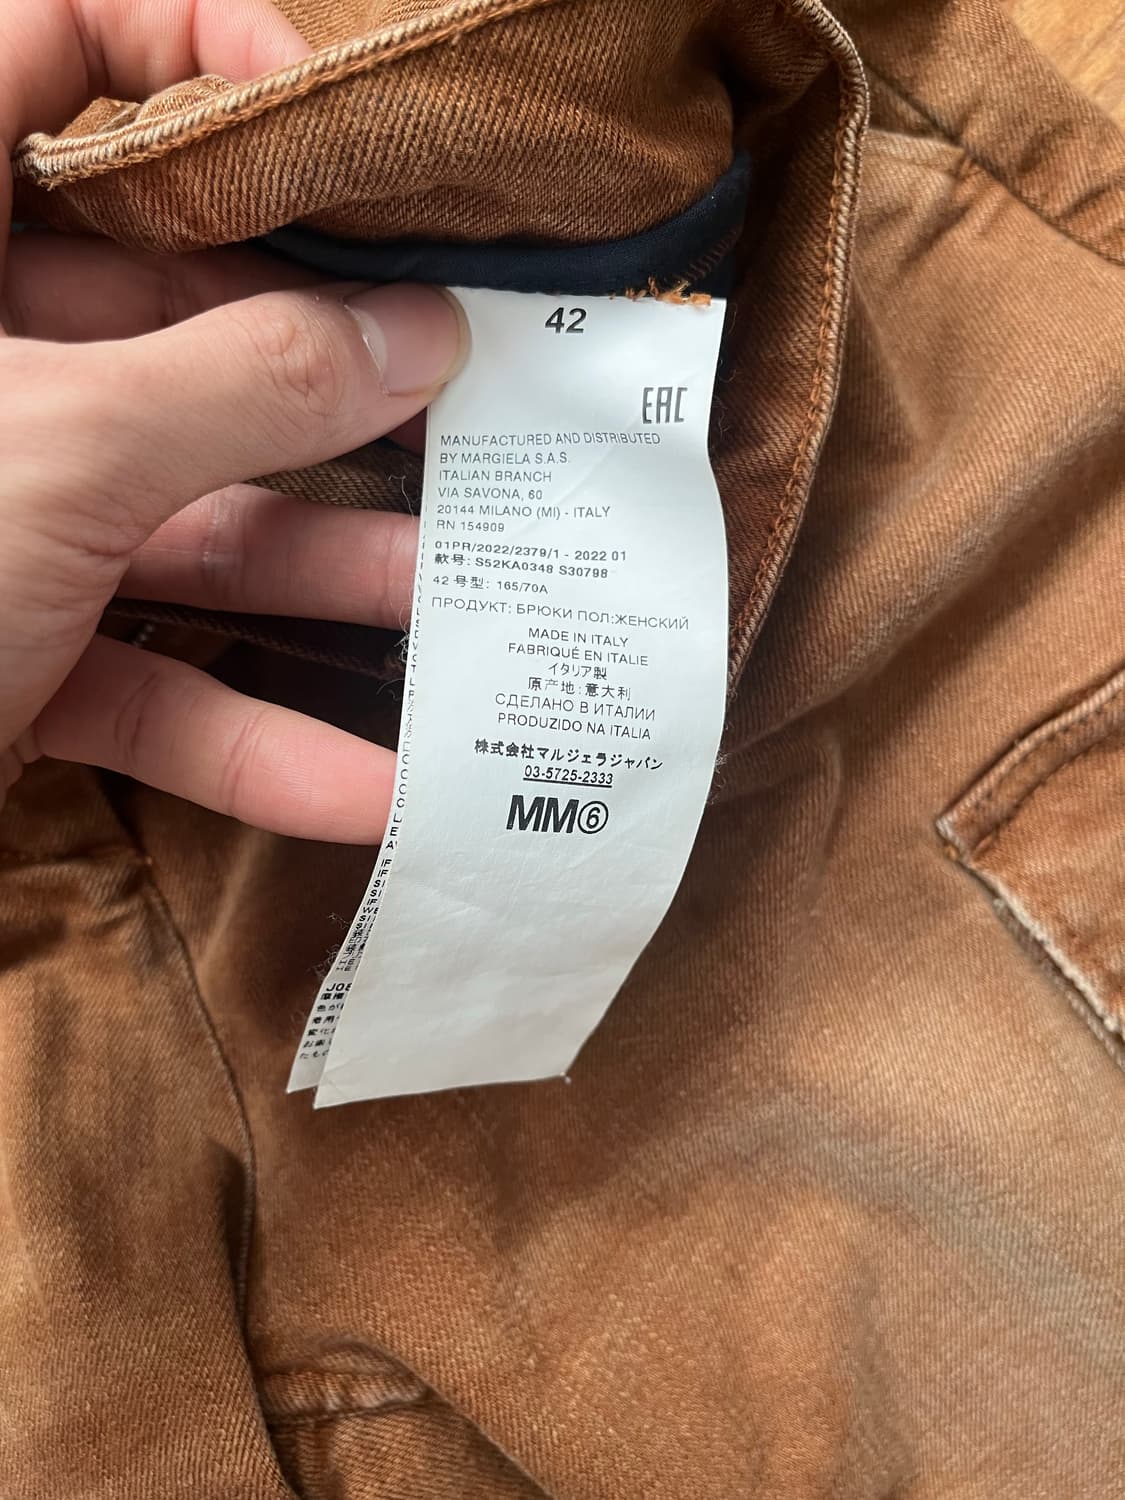 42
EAC
MANUFACTURED AND DISTRIBUTED
BY MARGIELA S.A.S.
ITALIAN BRANCH
VIA SAVONA, 60
20144 MILANO (MI) - ITALY
RN 154909
01PR/2022/2379/1 - 2022 01
款号: S52KA0348 S30798
42 号型: 165/70A
ПРОДУКТ: БРЮКИ ПОЛ:ЖЕНСКИЙ
MADE IN ITALY
FABRIQUÉ EN ITALIE
イタリア製
原产地:意大利
СДЕЛАНО В ИТАЛИИ
PRODUZIDO NA ITALIA
株式会社マルジェラジャパン
03-5725-2333
MM⑥